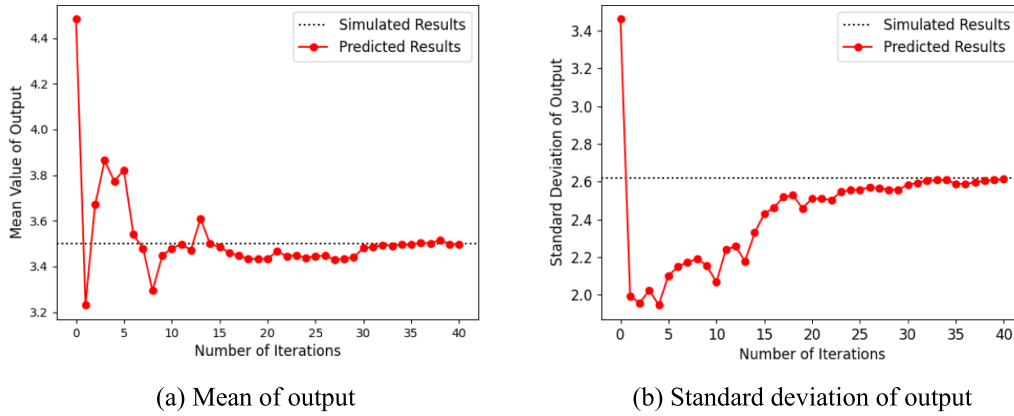 Simulated Results
Predicted Results
4.4
4.2
4.0
3.8
3.6
3.4
3.2
Mean Value of Output
0 5 10 15 20 25 30 35 40
Number of Iterations
(a) Mean of output
Simulated Results
Predicted Results
3.4
3.2
3.0
2.8
2.6
2.4
2.2
2.0
Standard Deviation of Output
0 5 10 15 20 25 30 35 40
Number of Iterations
(b) Standard deviation of output